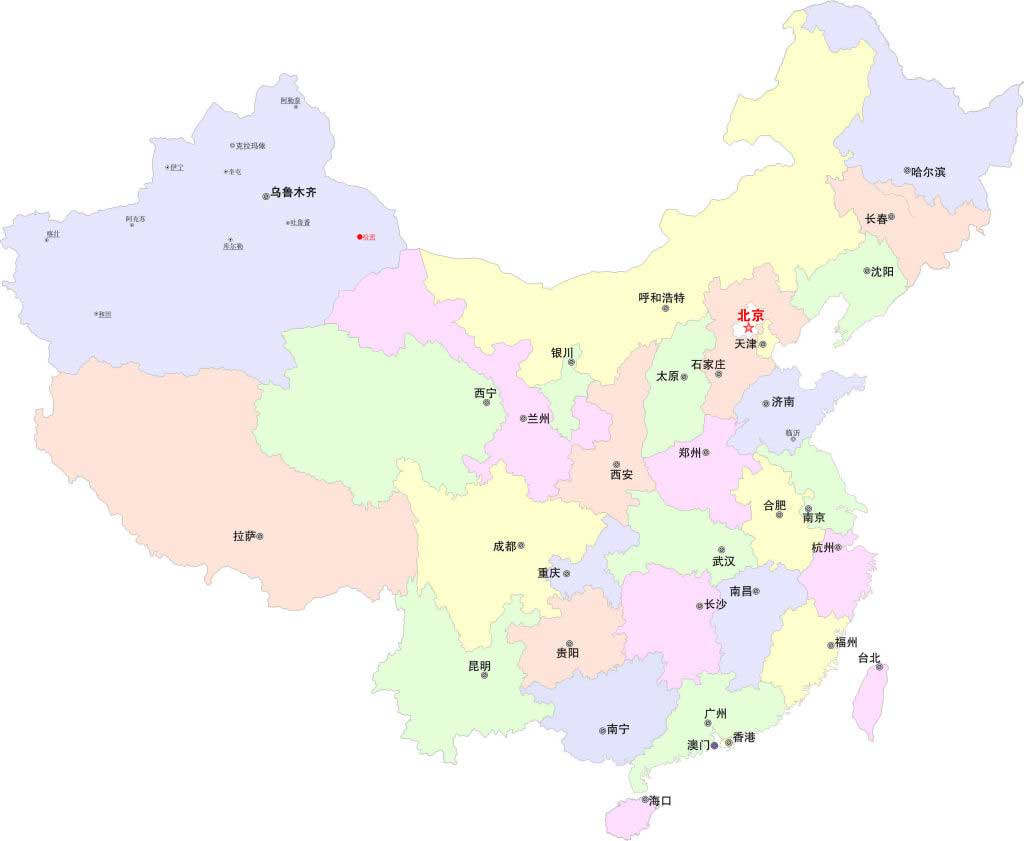 阿勒泰
克拉玛依
伊宁
奎屯
哈尔滨
乌鲁木齐
长春
阿克苏
吐鲁番
喀什
哈密
库尔勒
沈阳
呼和浩特
和田
北京
天津
银川
石家庄
太原
西宁
济南
兰州
临沂
郑州
西安
合肥
南京
拉萨
成都
杭州
武汉
重庆
南昌
长沙
福州
贵阳
台北
昆明
广州
南宁
香港
澳门
海口